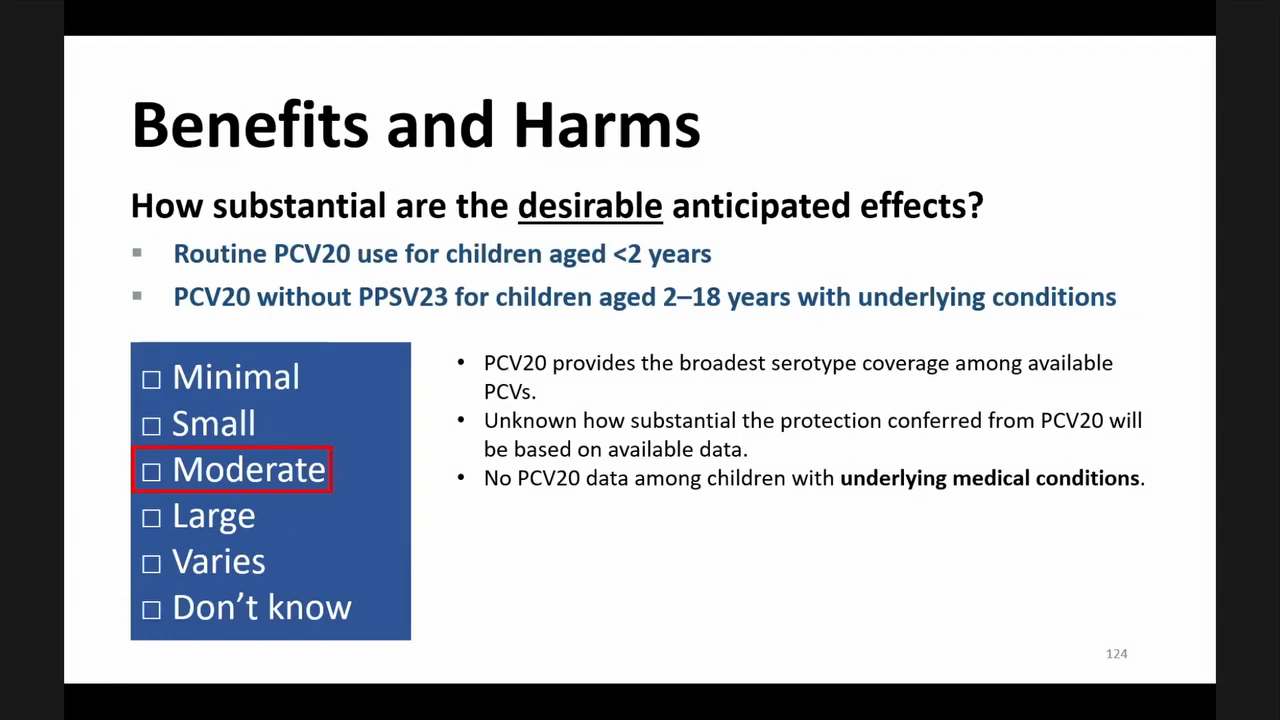 Benefits and Harms
How substantial are the desirable anticipated effects?
▪ Routine PCV20 use for children aged <2 years
▪ PCV20 without PPSV23 for children aged 2–18 years with underlying conditions
□ Minimal
□ Small
□ Moderate
□ Large
□ Varies
□ Don’t know
• PCV20 provides the broadest serotype coverage among available
PCVs.
• Unknown how substantial the protection conferred from PCV20 will
be based on available data.
• No PCV20 data among children with underlying medical conditions.
124